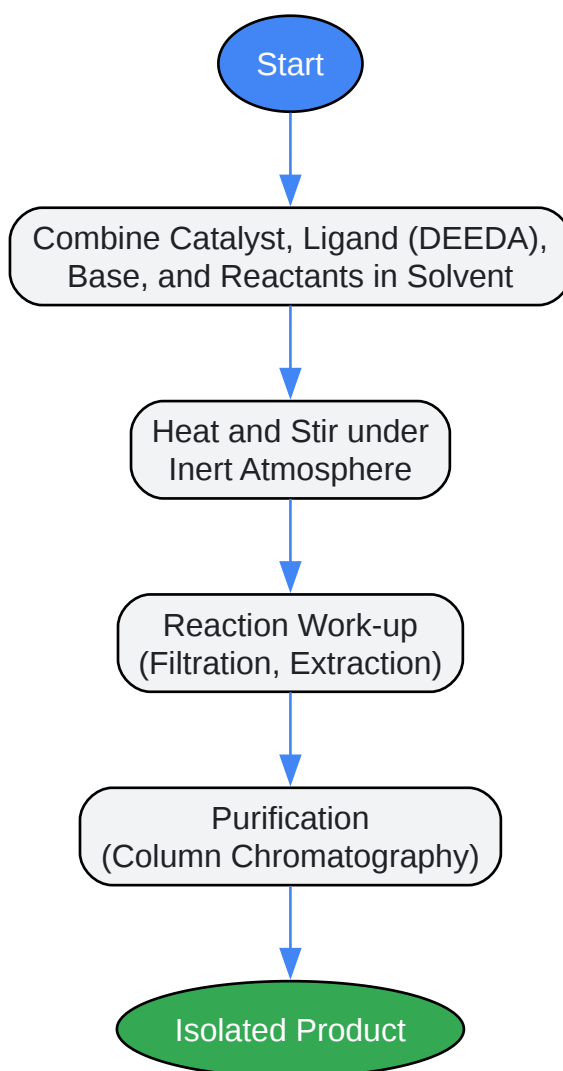 Start
Combine Catalyst, Ligand (DEEDA),
Base, and Reactants in Solvent
Heat and Stir under
Inert Atmosphere
Reaction Work-up
(Filtration, Extraction)
Purification
(Column Chromatography)
Isolated Product